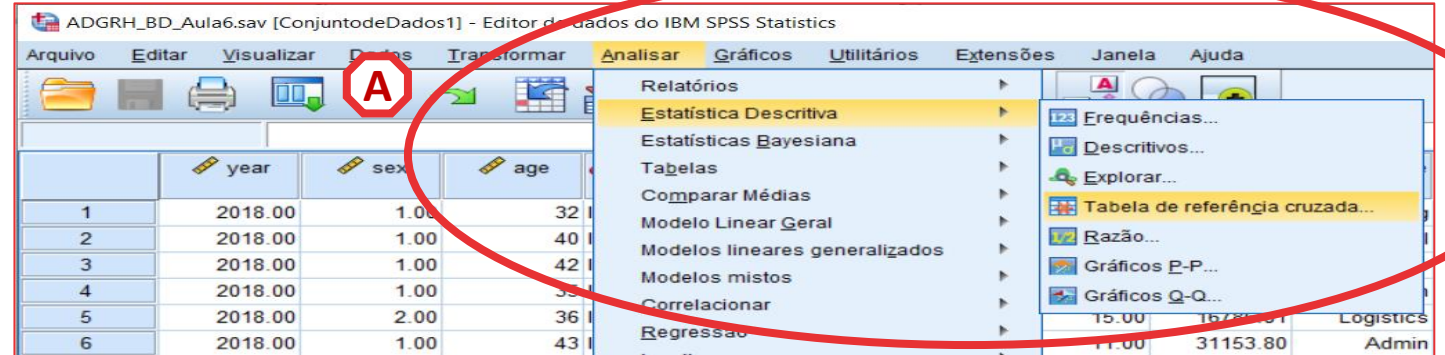 ADGRH_BD_Aula6.sav [ConjuntodeDados1] - Editor de dados do IBM SPSS Statistics
Arquivo Editar Visualizar Dados Transformar Analisar Gráficos Utilitários Extensões Janela Ajuda
A
Relatórios
Estatística Descritiva
Estatísticas Bayesiana
Tabelas
Comparar Médias
Modelo Linear Geral
Modelos lineares generalizados
Modelos mistos
Correlacionar
Regressão
Frequências...
Descritivos...
Explorar...
Tabela de referência cruzada...
Razão...
Gráficos P-P...
Gráficos Q-Q...
year sex age
1 2018.00 1.00 32
2 2018.00 1.00 40
3 2018.00 1.00 42
4 2018.00 1.00
5 2018.00 2.00 36 15.00 Logistics
6 2018.00 1.00 43 11.00 31153.80 Admin